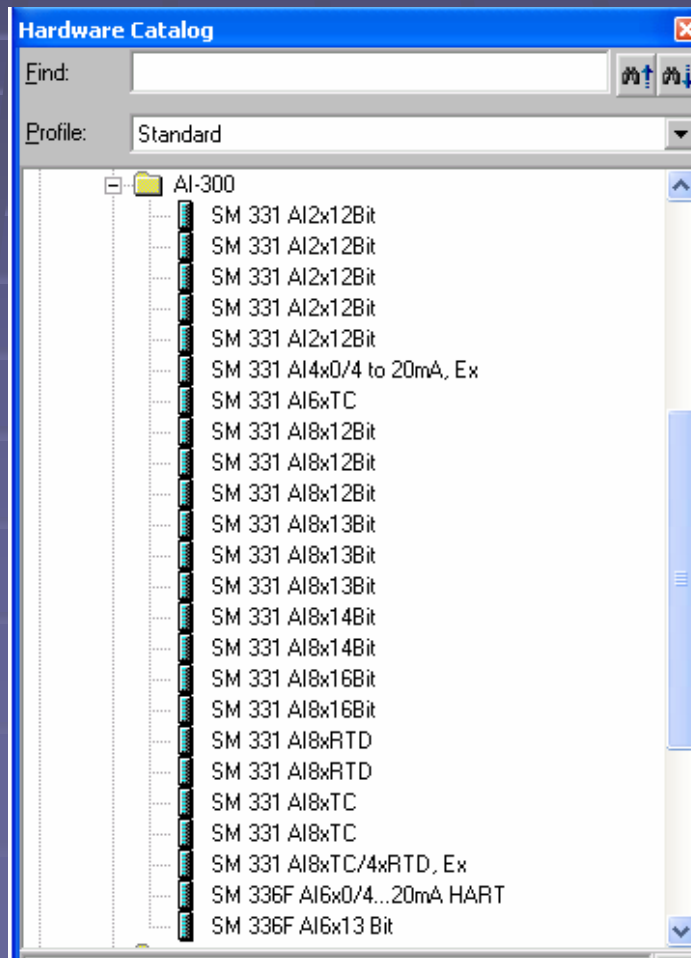 Hardware Catalog
Find:
Profile: Standard
AI-300
SM 331 AI2x12Bit
SM 331 AI2x12Bit
SM 331 AI2x12Bit
SM 331 AI2x12Bit
SM 331 AI2x12Bit
SM 331 AI4x0/4 to 20mA, Ex
SM 331 AI6xTC
SM 331 AI8x12Bit
SM 331 AI8x12Bit
SM 331 AI8x12Bit
SM 331 AI8x13Bit
SM 331 AI8x13Bit
SM 331 AI8x13Bit
SM 331 AI8x14Bit
SM 331 AI8x14Bit
SM 331 AI8x16Bit
SM 331 AI8x16Bit
SM 331 AI8xRTD
SM 331 AI8xRTD
SM 331 AI8xTC
SM 331 AI8xTC
SM 331 AI8xTC/4xRTD, Ex
SM 336F AI6x0/4...20mA HART
SM 336F AI6x13 Bit